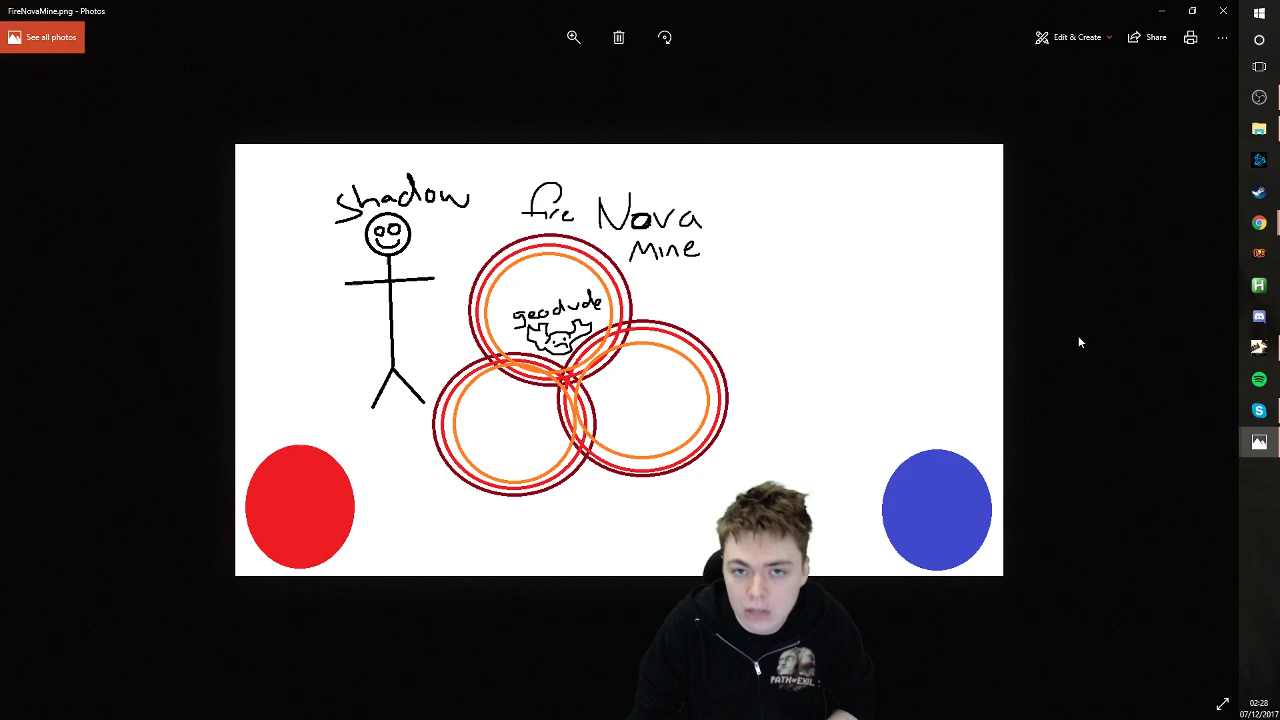 FireNovaMine.png - Photos
See all photos
Edit & Create
Share
shadow
fire Nova
Mine
geodude
PATH OF EXIL
02:28
07/12/2017